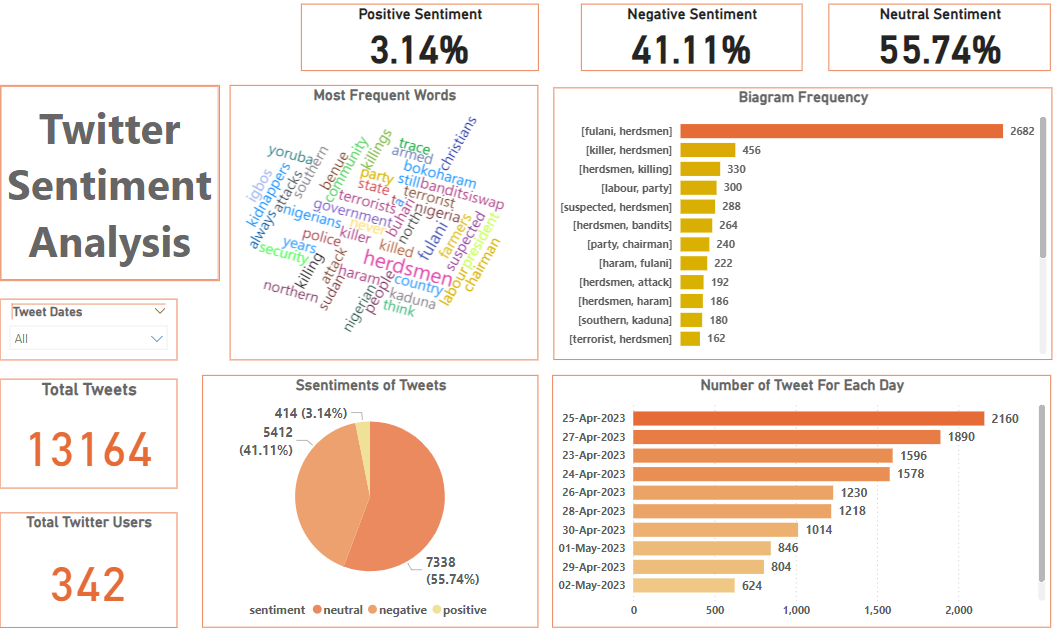 Positive Sentiment
3.14%
Negative Sentiment
41.11%
Neutral Sentiment
55.74%
Twitter
Sentiment
Analysis
Tweet Dates
All
Total Tweets
13164
Total Twitter Users
342
Most Frequent Words
christians
trace
armed
killings
bokoharam
community
yoruba
southern
benue
party
still
banditsiswap
igbos
attacks
state
terrorist
kidnappers
terrorists
nigeria
government
buhari
north
nigerians
never
always
police
killer
fulani
farmers
suspected
president
years
killed
security
killing
attack
herdsmen
chairman
haram
country
labour
northern
sudan
people
kaduna
nigerian
think
Biagram Frequency
[fulani, herdsmen] 2682
[killer, herdsmen] 456
[herdsmen, killing] 330
[labour, party] 300
[suspected, herdsmen] 288
[herdsmen, bandits] 264
[party, chairman] 240
[haram, fulani] 222
[herdsmen, attack] 192
[herdsmen, haram] 186
[southern, kaduna] 180
[terrorist, herdsmen] 162
Ssentiments of Tweets
414 (3.14%)
5412
(41.11%)
7338
(55.74%)
sentiment neutral negative positive
Number of Tweet For Each Day
25-Apr-2023 2160
27-Apr-2023 1890
23-Apr-2023 1596
24-Apr-2023 1578
26-Apr-2023 1230
28-Apr-2023 1218
30-Apr-2023 1014
01-May-2023 846
29-Apr-2023 804
02-May-2023 624
0 500 1,000 1,500 2,000